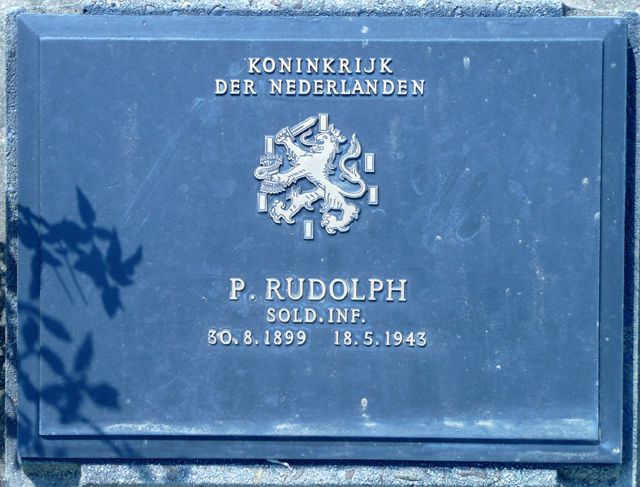 KONINKRIJK
DER NEDERLANDEN
P. RUDOLPH
SOLD.INF.
30.8.1899 18.5.1943